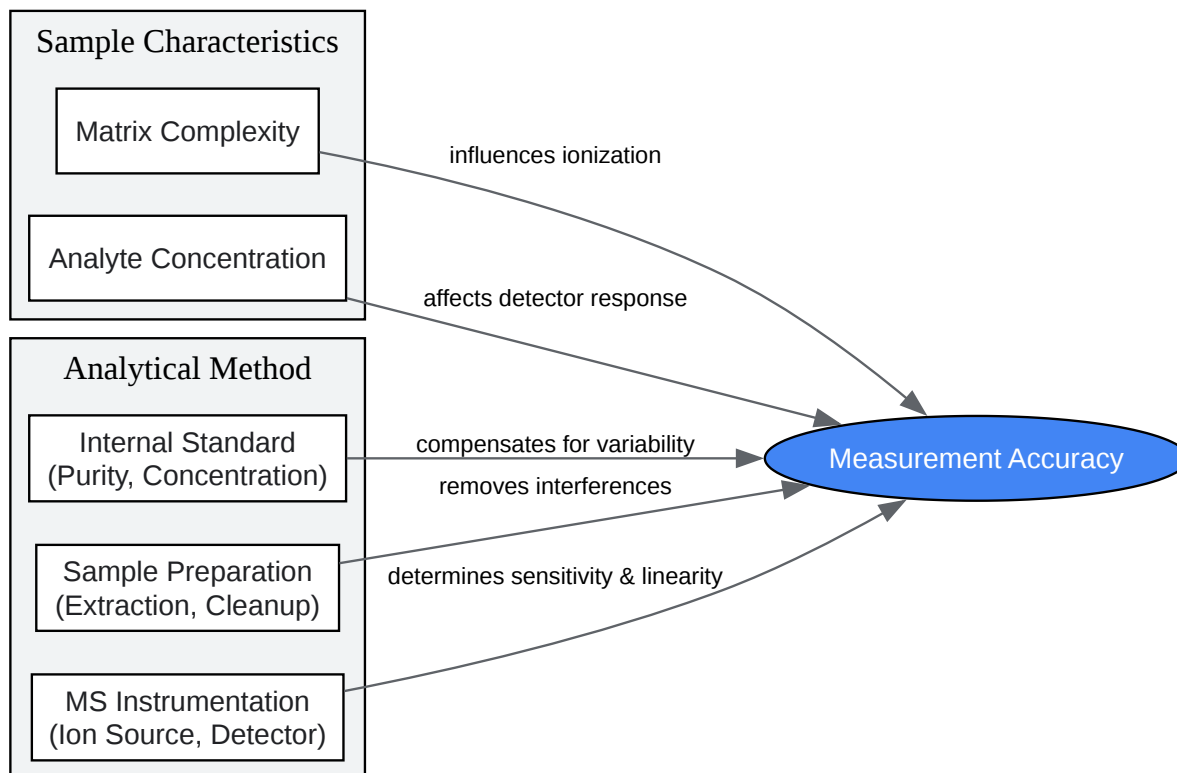 Sample Characteristics
Matrix Complexity
influences ionization
Analyte Concentration
affects detector response
Analytical Method
Internal Standard
(Purity, Concentration)
compensates for variability
Measurement Accuracy
removes interferences
Sample Preparation
(Extraction, Cleanup)
determines sensitivity & linearity
MS Instrumentation
(Ion Source, Detector)